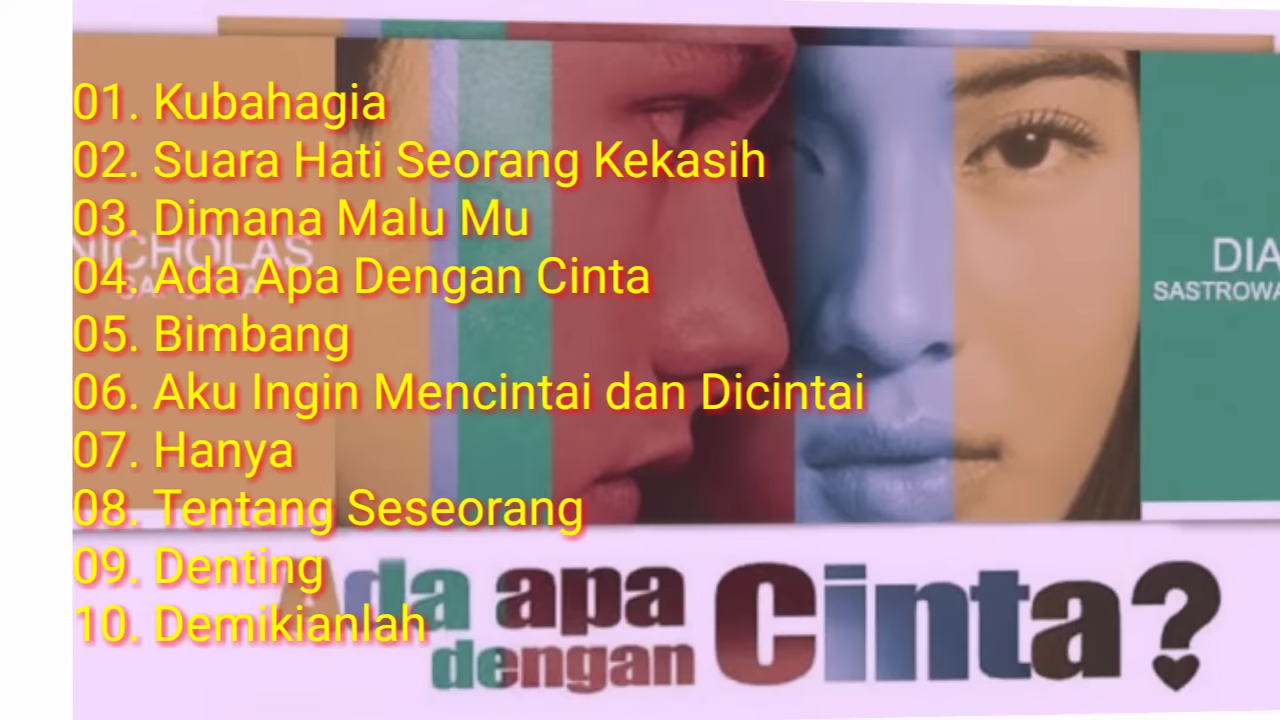 01. Kubahagia
02. Suara Hati Seorang Kekasih
03. Dimana Malu Mu
NICHOLAS
SAPUTRA
04. Ada Apa Dengan Cinta
05. Bimbang
06. Aku Ingin Mencintai dan Dicintai
07. Hanya
08. Tentang Seseorang
09. Denting
10. Demikianlah
DIA
SASTROWA
Ada apa
dengan
Cinta?